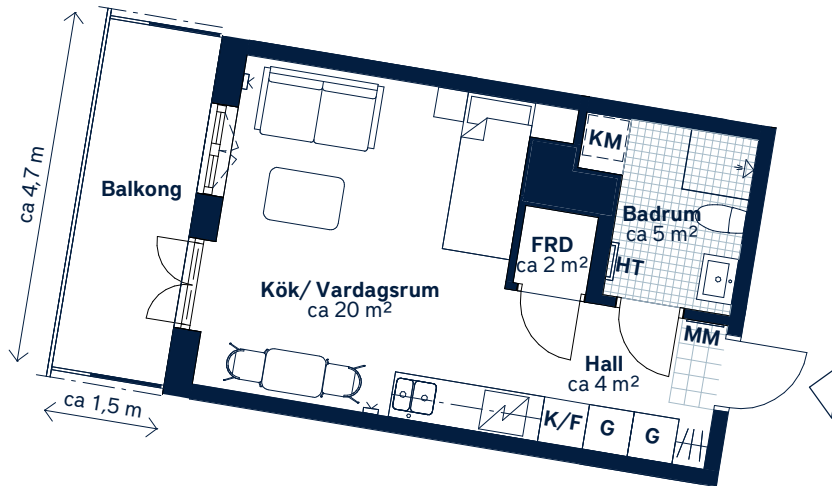 ca 4,7 m
Balkong
ca 1,5 m
Kök/ Vardagsrum
ca 20 m²
KM
Badrum
ca 5 m²
HT
FRD
ca 2 m²
Hall
ca 4 m²
MM
K/F
G
G